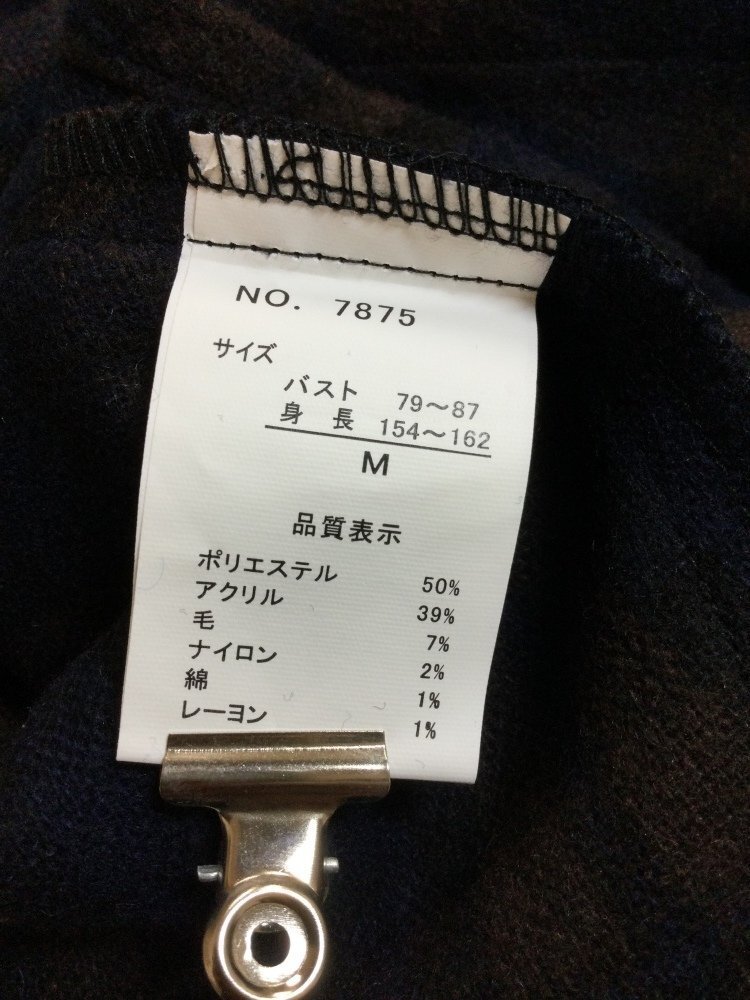 NO. 7875
サイズ
バスト 79～87
身 長 154～162
M
品質表示
ポリエステル 50%
アクリル 39%
毛 7%
ナイロン 2%
綿 1%
レーヨン 1%